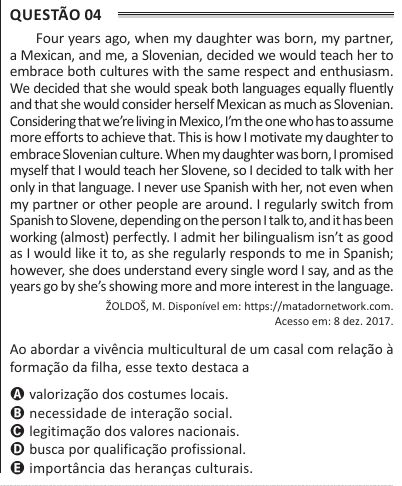 QUESTÃO 04
Four years ago, when my daughter was born, my partner,
a Mexican, and me, a Slovenian, decided we would teach her to
embrace both cultures with the same respect and enthusiasm.
We decided that she would speak both languages equally fluently
and that she would consider herself Mexican as much as Slovenian.
Considering that we're living in Mexico, I'm the one who has to assume
more efforts to achieve that. This is how I motivate my daughter to
embrace Slovenian culture. When my daughter was born, I promised
myself that I would teach her Slovene, so I decided to talk with her
only in that language. I never use Spanish with her, not even when
my partner or other people are around. I regularly switch from
Spanish to Slovene, depending on the person I talk to, and it has been
working (almost) perfectly. I admit her bilingualism isn't as good
as I would like it to, as she regularly responds to me in Spanish;
however, she does understand every single word I say, and as the
years go by she's showing more and more interest in the language.
ŽOLDOŠ, M. Disponível em: https://matadornetwork.com.
Acesso em: 8 dez. 2017.
Ao abordar a vivência multicultural de um casal com relação à
formação da filha, esse texto destaca a
A valorização dos costumes locais.
B necessidade de interação social.
C legitimação dos valores nacionais.
D busca por qualificação profissional.
E importância das heranças culturais.